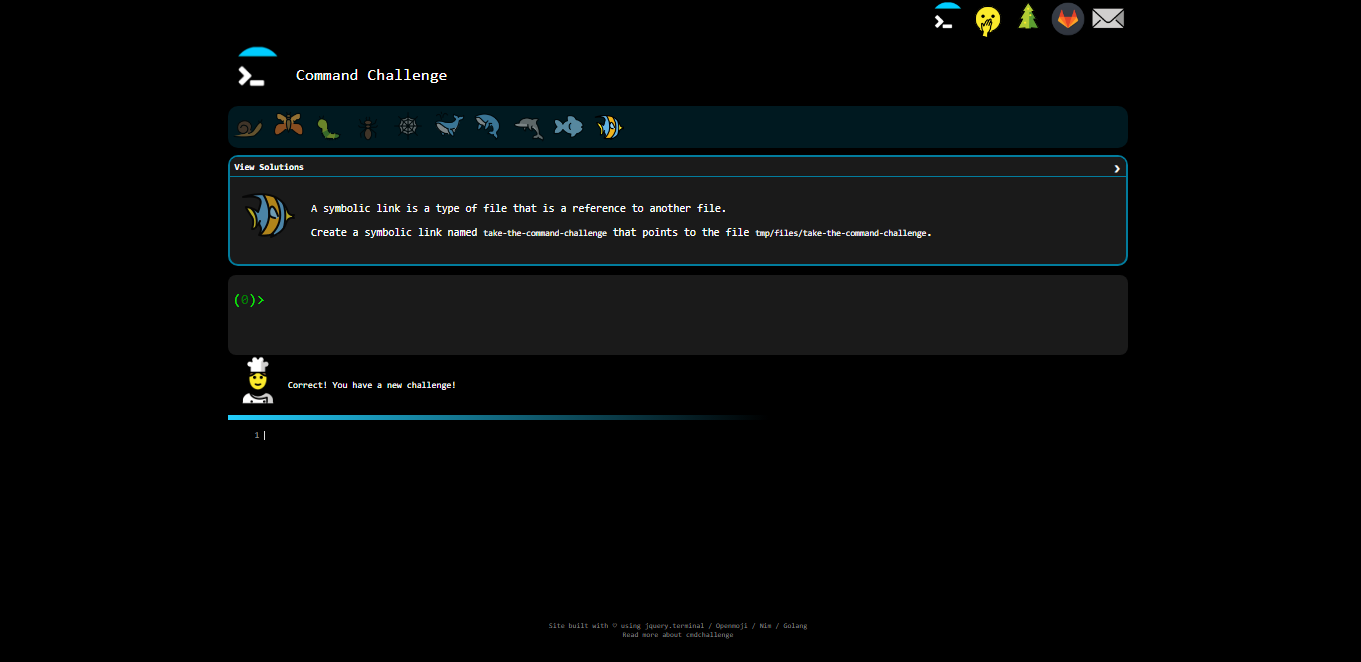 Command Challenge
View Solutions
A symbolic link is a type of file that is a reference to another file.
Create a symbolic link named take-the-command-challenge that points to the file tmp/files/take-the-command-challenge.
(0)>
Correct! You have a new challenge!
1
Site built with ♡ using jquery.terminal / Openmoji / Nim / Golang
Read more about cmdchallenge